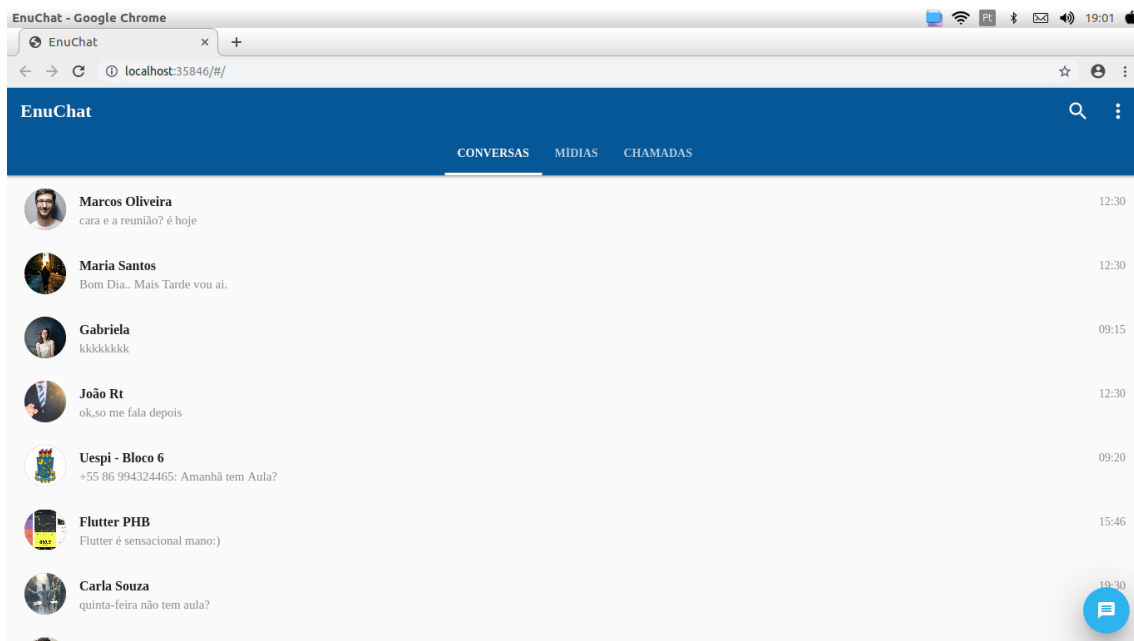 EnuChat - Google Chrome
Pt
19:01
EnuChat
localhost:35846/#/
EnuChat
CONVERSAS MÍDIAS CHAMADAS
Marcos Oliveira 12:30
cara e a reunião? é hoje
Maria Santos 12:30
Bom Dia.. Mais Tarde vou ai.
Gabriela 09:15
kkkkkkkk
João Rt 12:30
ok,so me fala depois
Uespi - Bloco 6 09:20
+55 86 994324465: Amanhã tem Aula?
Flutter PHB 15:46
Flutter é sensacional mano:)
Carla Souza 19:30
quinta-feira não tem aula?